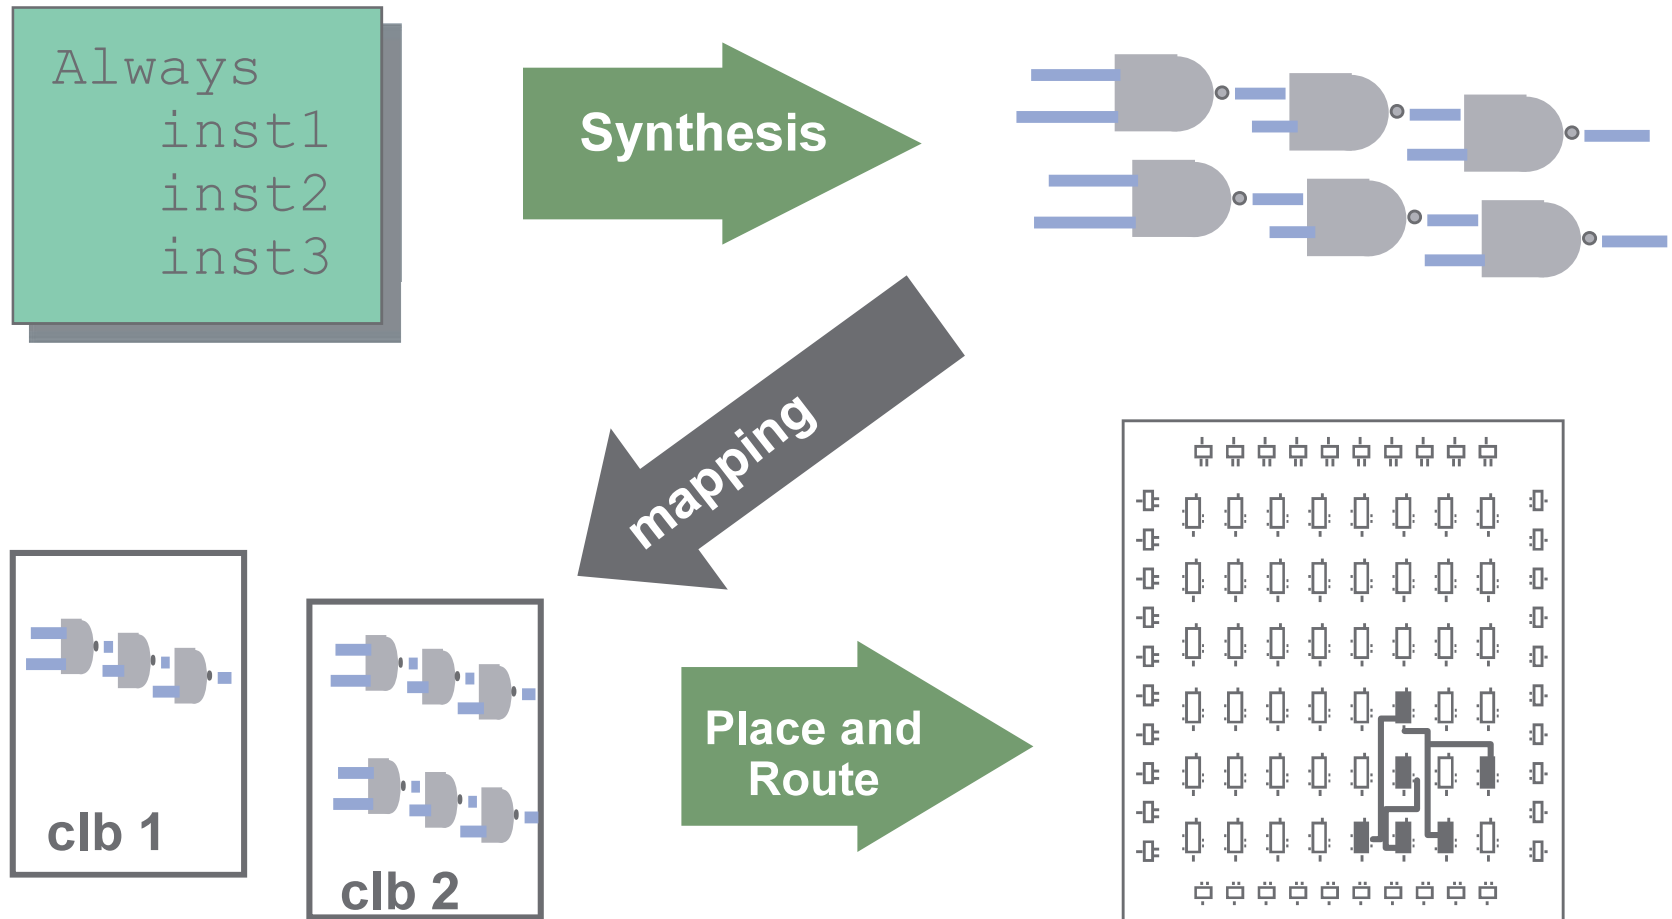 Always
inst1
inst2
inst3
Synthesis
mapping
clb 1
clb 2
Place and
Route